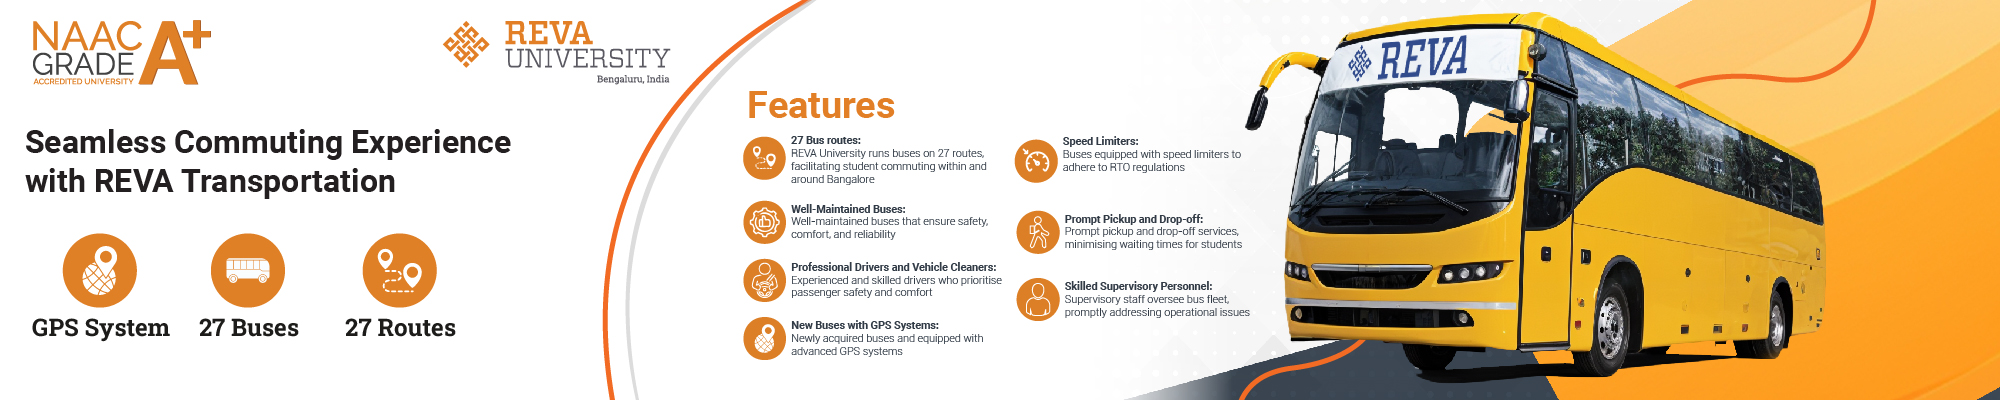 NAAC
GRADE
ACCREDITED UNIVERSITY
A+
REVA
UNIVERSITY
Bengaluru, India
Seamless Commuting Experience
with REVA Transportation
GPS System
27 Buses
27 Routes
Features
27 Bus routes:
REVA University runs buses on 27 routes,
facilitating student commuting within and
around Bangalore
Well-Maintained Buses:
Well-maintained buses that ensure safety,
comfort, and reliability
Professional Drivers and Vehicle Cleaners:
Experienced and skilled drivers who prioritise
passenger safety and comfort
New Buses with GPS Systems:
Newly acquired buses and equipped with
advanced GPS systems
Speed Limiters:
Buses equipped with speed limiters to
adhere to RTO regulations
Prompt Pickup and Drop-off:
Prompt pickup and drop-off services,
minimising waiting times for students
Skilled Supervisory Personnel:
Supervisory staff oversee bus fleet,
promptly addressing operational issues
REVA